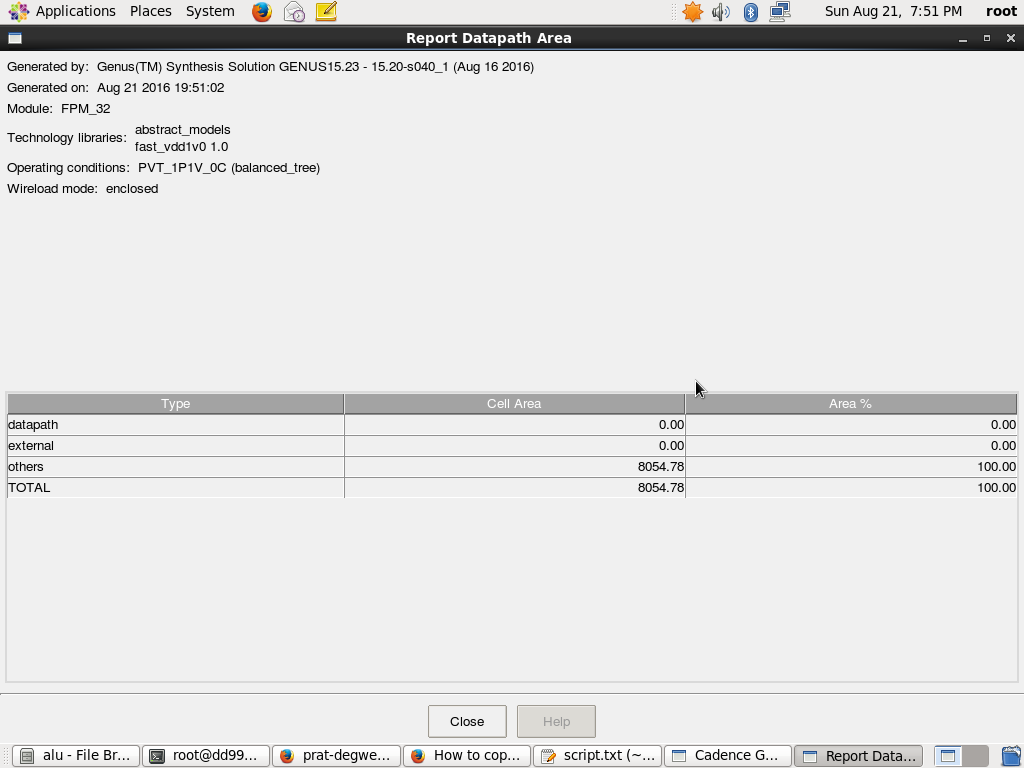 Applications Places System Sun Aug 21, 7:51 PM root
Report Datapath Area
Generated by: Genus(TM) Synthesis Solution GENUS15.23 - 15.20-s040_1 (Aug 16 2016)
Generated on: Aug 21 2016 19:51:02
Module: FPM_32
Technology libraries: abstract_models
fast_vdd1v0 1.0
Operating conditions: PVT_1P1V_0C (balanced_tree)
Wireload mode: enclosed
Type Cell Area Area %
datapath 0.00 0.00
external 0.00 0.00
others 8054.78 100.00
TOTAL 8054.78 100.00
Close Help
alu - File Br... root@dd99... prat-degwe... How to cop... script.txt (~... Cadence G... Report Data...